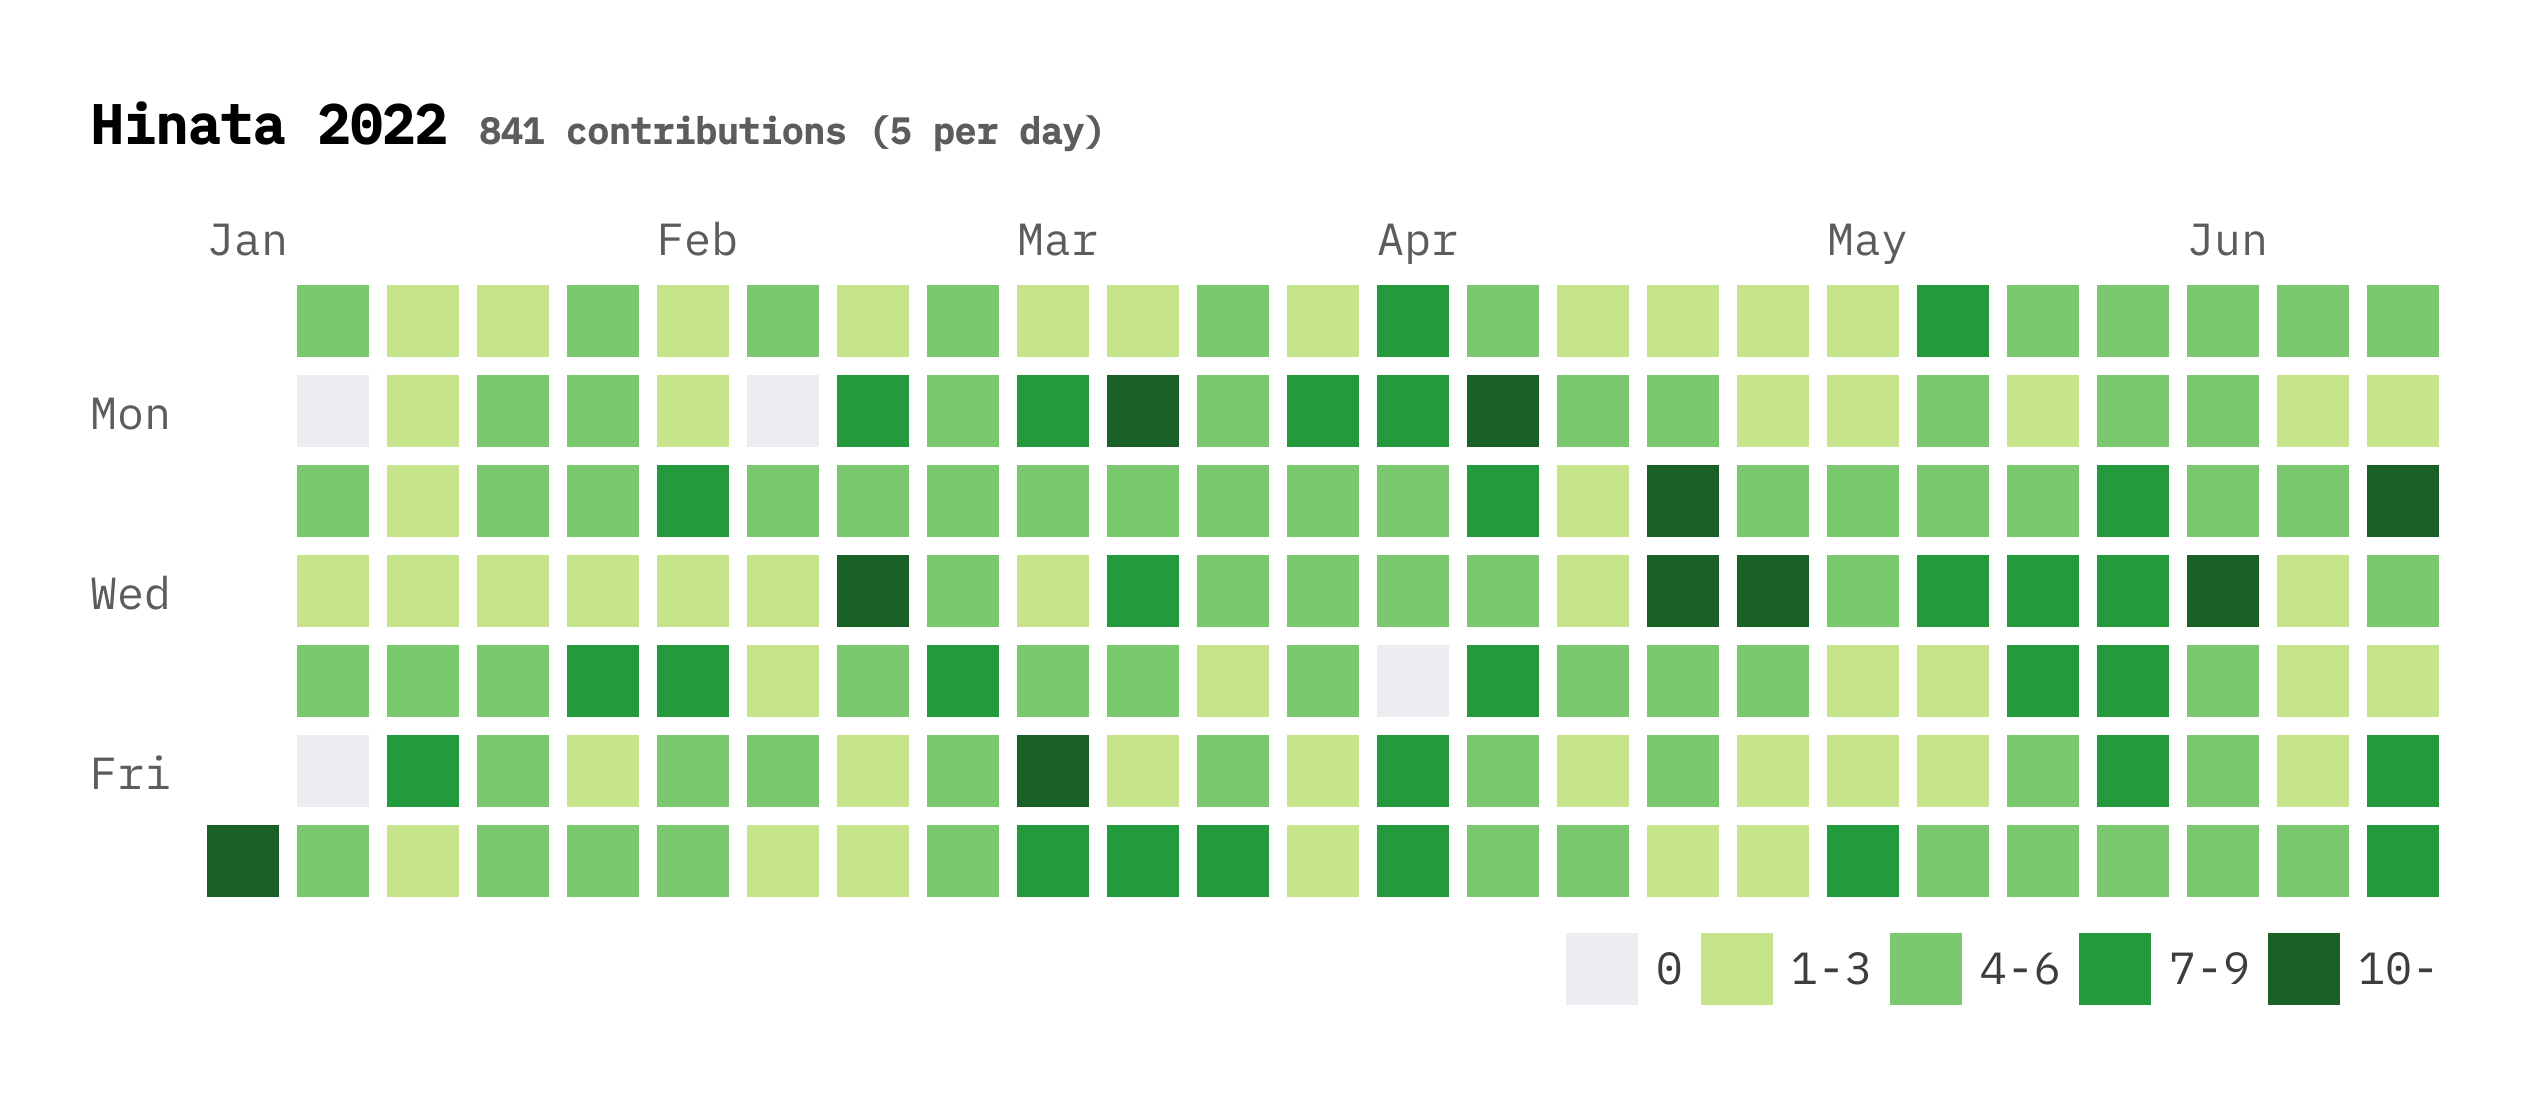 Hinata 2022 841 contributions (5 per day)
Jan Feb Mar Apr May Jun
Mon
Wed
Fri
0 1-3 4-6 7-9 10-